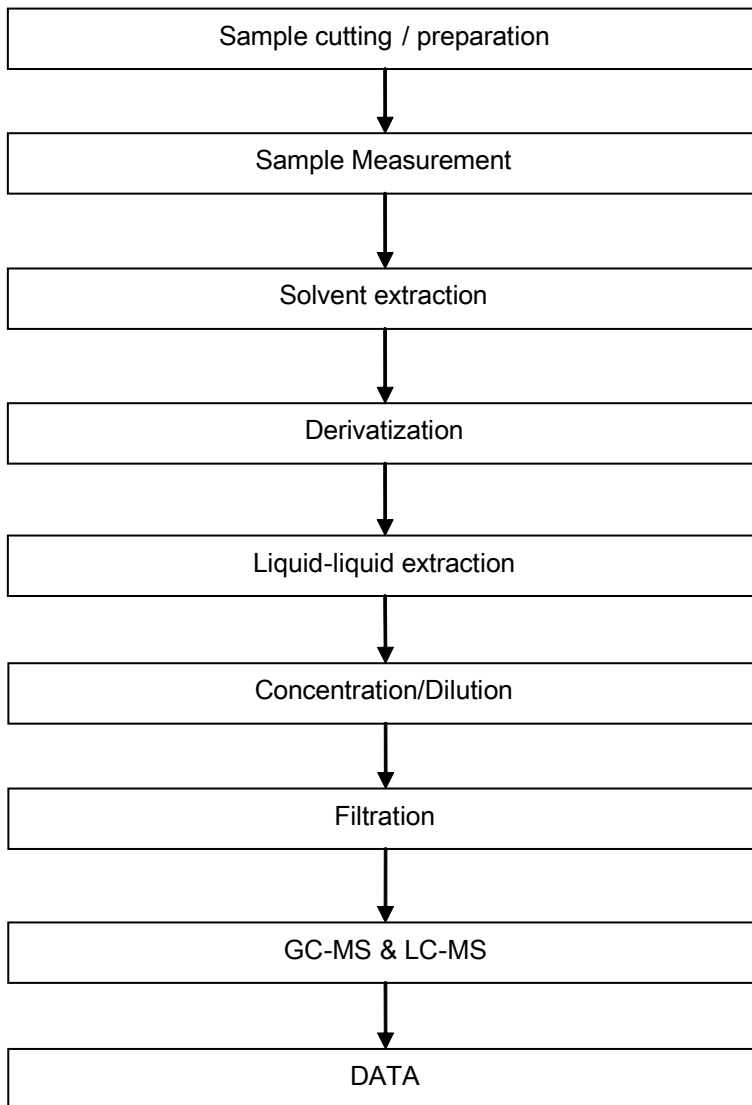 Sample cutting / preparation
Sample Measurement
Solvent extraction
Derivatization
Liquid-liquid extraction
Concentration/Dilution
Filtration
GC-MS & LC-MS
DATA